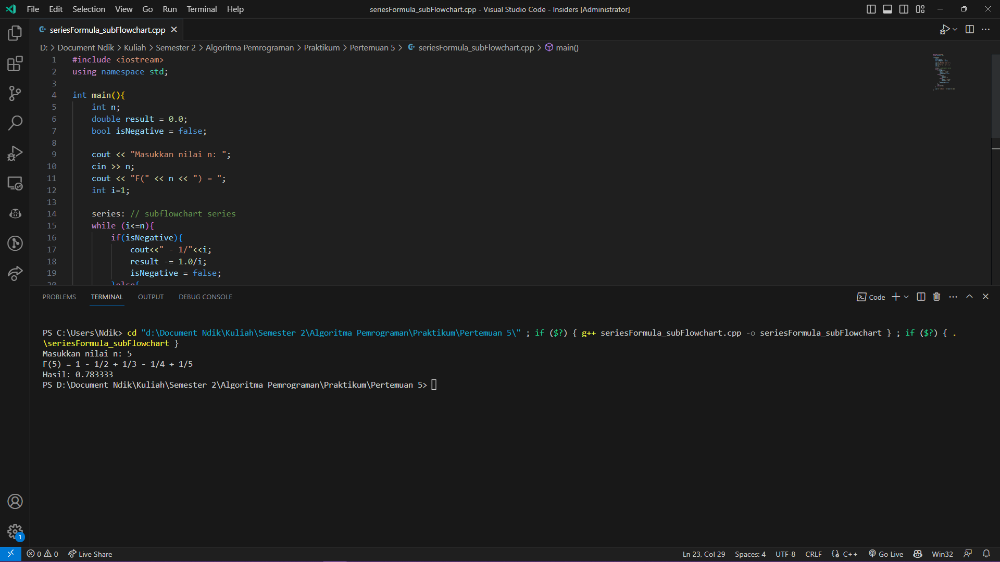 File Edit Selection View Go Run Terminal Help
seriesFormula_subFlowchart.cpp - Visual Studio Code - Insiders [Administrator]
seriesFormula_subFlowchart.cpp
D: > Document Ndik > Kuliah > Semester 2 > Algoritma Pemrograman > Praktikum > Pertemuan 5 > seriesFormula_subFlowchart.cpp > main()
1 #include <iostream>
2 using namespace std;
3
4 int main(){
5 int n;
6 double result = 0.0;
7 bool isNegative = false;
8
9 cout << "Masukkan nilai n: ";
10 cin >> n;
11 cout << "F(" << n << ") = ";
12 int i=1;
13
14 series: // subflowchart series
15 while (i<=n){
16 if(isNegative){
17 cout<<" - 1/"<<i;
18 result -= 1.0/i;
19 isNegative = false;
20 }else{
PROBLEMS TERMINAL OUTPUT DEBUG CONSOLE
Code
PS C:\Users\Ndik> cd "d:\Document Ndik\Kuliah\Semester 2\Algoritma Pemrograman\Praktikum\Pertemuan 5\" ; if ($?) { g++ seriesFormula_subFlowchart.cpp -o seriesFormula_subFlowchart } ; if ($?) { .
\seriesFormula_subFlowchart }
Masukkan nilai n: 5
F(5) = 1 - 1/2 + 1/3 - 1/4 + 1/5
Hasil: 0.783333
PS D:\Document Ndik\Kuliah\Semester 2\Algoritma Pemrograman\Praktikum\Pertemuan 5>
1
0 0 Live Share
Ln 23, Col 29 Spaces: 4 UTF-8 CRLF C++ Go Live Win32